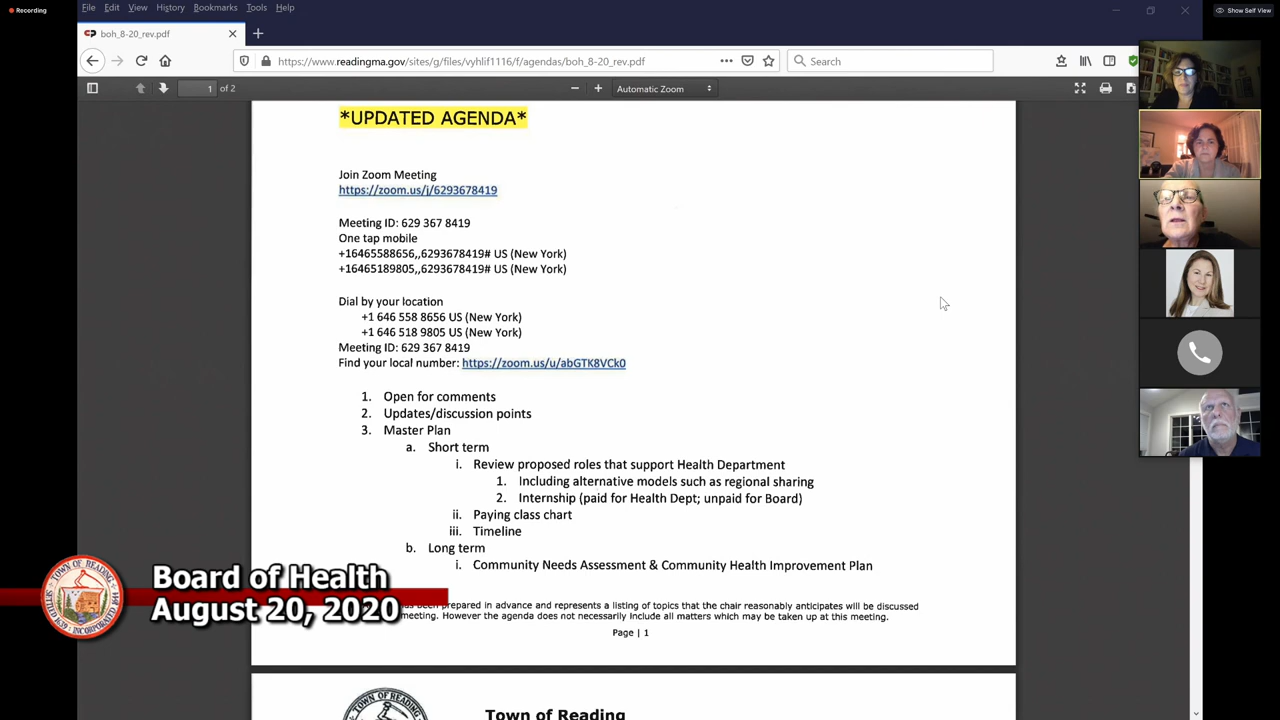 Recording
File Edit View History Bookmarks Tools Help
Show Self View
boh_8-20_rev.pdf
https://www.readingma.gov/sites/g/files/vyhlif1116/f/agendas/boh_8-20_rev.pdf
Search
1 of 2
Automatic Zoom
*UPDATED AGENDA*
Join Zoom Meeting
https://zoom.us/j/6293678419
Meeting ID: 629 367 8419
One tap mobile
+16465588656,,6293678419# US (New York)
+16465189805,,6293678419# US (New York)
Dial by your location
+1 646 558 8656 US (New York)
+1 646 518 9805 US (New York)
Meeting ID: 629 367 8419
Find your local number: https://zoom.us/u/abGTK8VCk0
1. Open for comments
2. Updates/discussion points
3. Master Plan
a. Short term
i. Review proposed roles that support Health Department
1. Including alternative models such as regional sharing
2. Internship (paid for Health Dept; unpaid for Board)
ii. Paying class chart
iii. Timeline
b. Long term
i. Community Needs Assessment & Community Health Improvement Plan
Board of Health
August 20, 2020
been prepared in advance and represents a listing of topics that the chair reasonably anticipates will be discussed
meeting. However the agenda does not necessarily include all matters which may be taken up at this meeting.
Page | 1
TOWN OF READING
Town of Reading